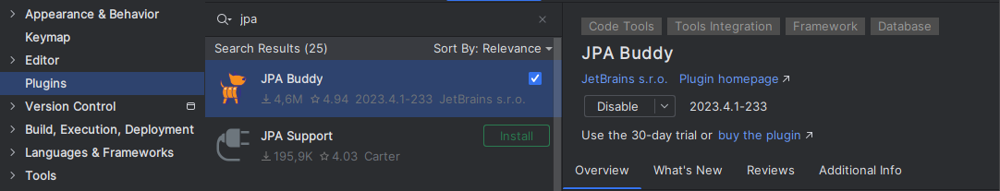 Appearance & Behavior
Keymap
Editor
Plugins
Version Control
Build, Execution, Deployment
Languages & Frameworks
Tools
jpa
Search Results (25) Sort By: Relevance
JPA Buddy
4,6M 4.94 2023.4.1-233 JetBrains s.r.o.
JPA Support Install
195,9K 4.03 Carter
Code Tools Tools Integration Framework Database
JPA Buddy
JetBrains s.r.o. Plugin homepage
Disable 2023.4.1-233
Use the 30-day trial or buy the plugin
Overview What's New Reviews Additional Info